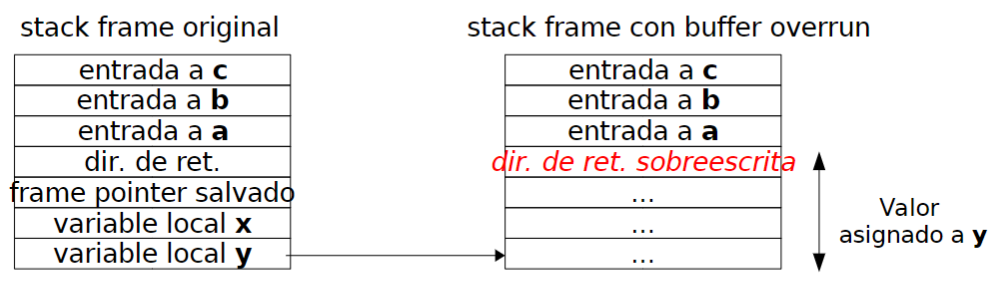 stack frame original
entrada a c
entrada a b
entrada a a
dir. de ret.
frame pointer salvado
variable local x
variable local y
stack frame con buffer overrun
entrada a c
entrada a b
entrada a a
dir. de ret. sobreescrita
...
...
...
Valor
asignado a y